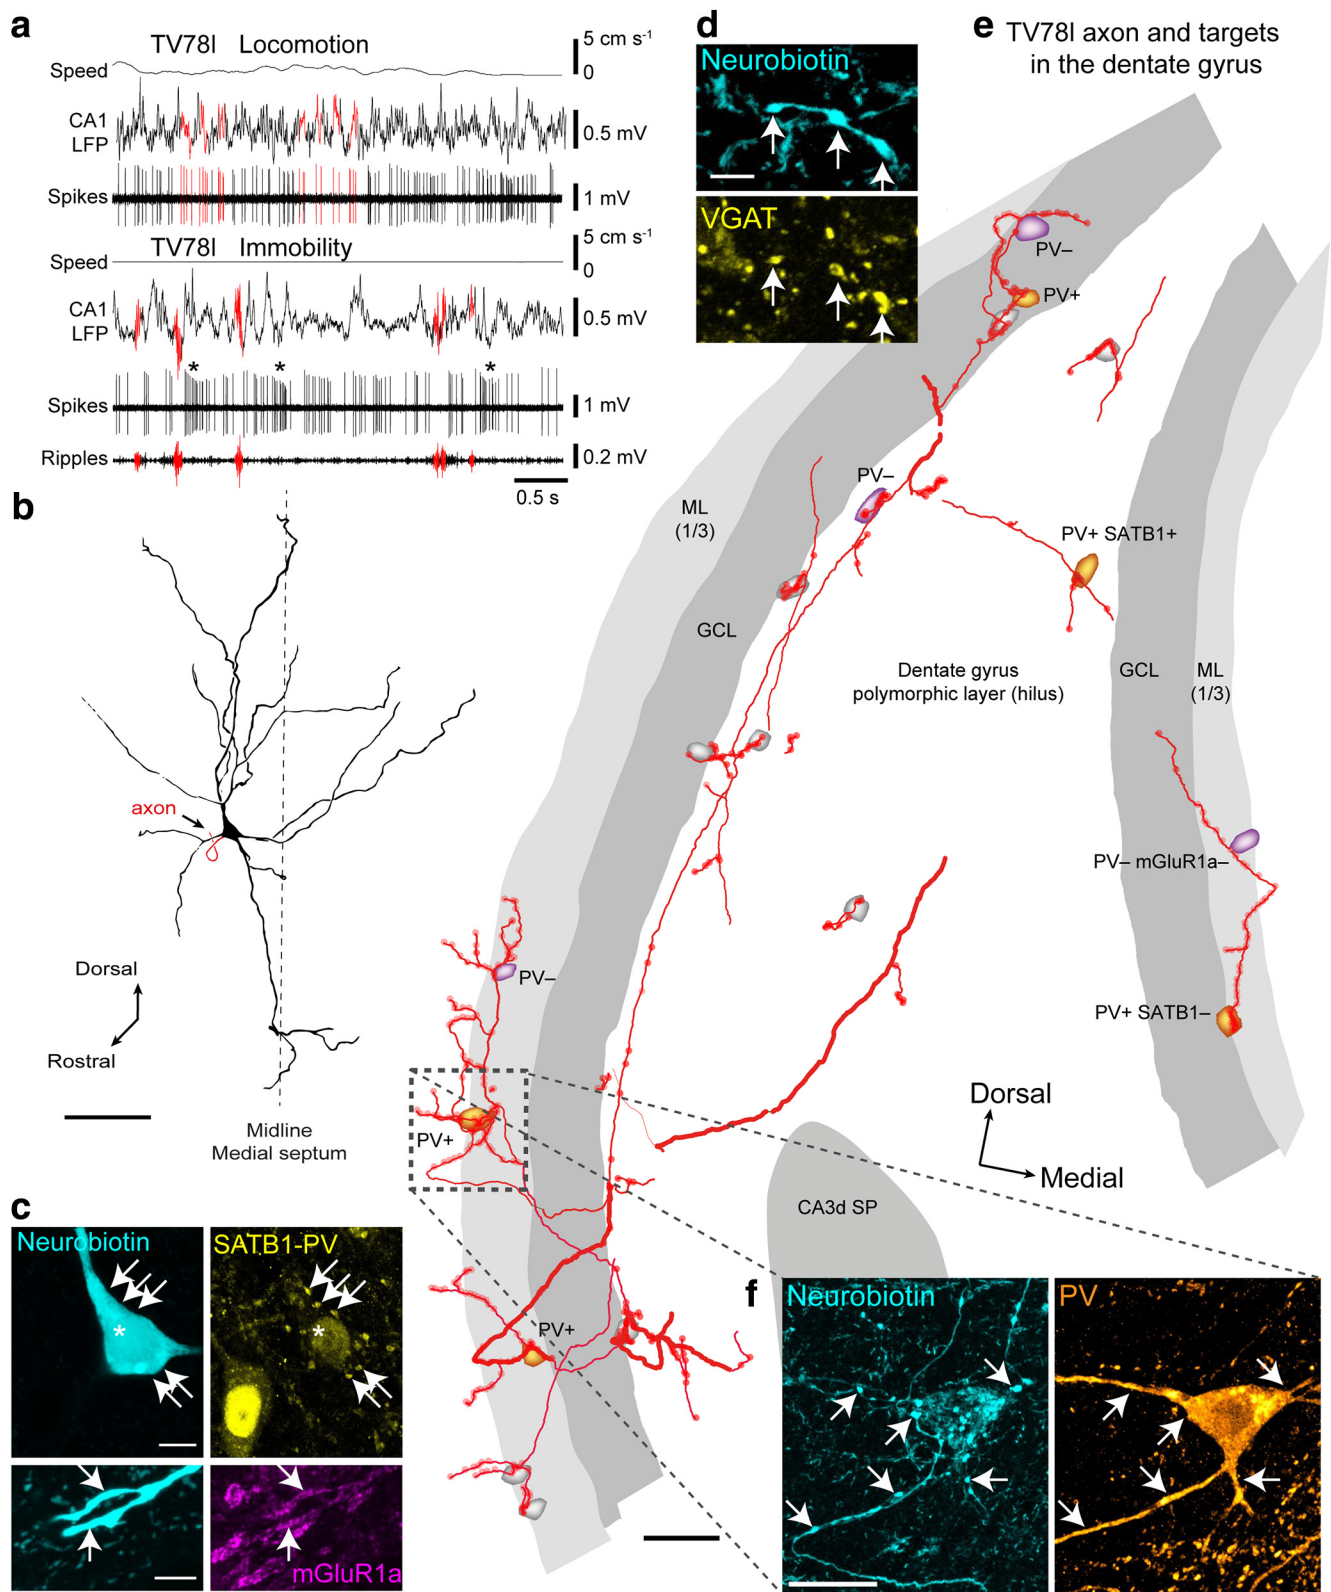 a
TV78l Locomotion
5 cm s-1
0
Speed
CA1
LFP
0.5 mV
Spikes
1 mV
TV78l Immobility
5 cm s-1
0
Speed
CA1
LFP
0.5 mV
* * *
Spikes
1 mV
Ripples
0.2 mV
0.5 s
b
axon
Dorsal
Rostral
Midline
Medial septum
c
Neurobiotin
*
SATB1-PV
*
mGluR1a
d
Neurobiotin
VGAT
e
TV78l axon and targets
in the dentate gyrus
PV–
PV+
PV–
ML
(1/3)
PV+ SATB1+
GCL
Dentate gyrus
polymorphic layer (hilus)
GCL
ML
(1/3)
PV– mGluR1a–
PV–
PV+ SATB1–
PV+
Dorsal
Medial
CA3d SP
PV+
f
Neurobiotin
PV